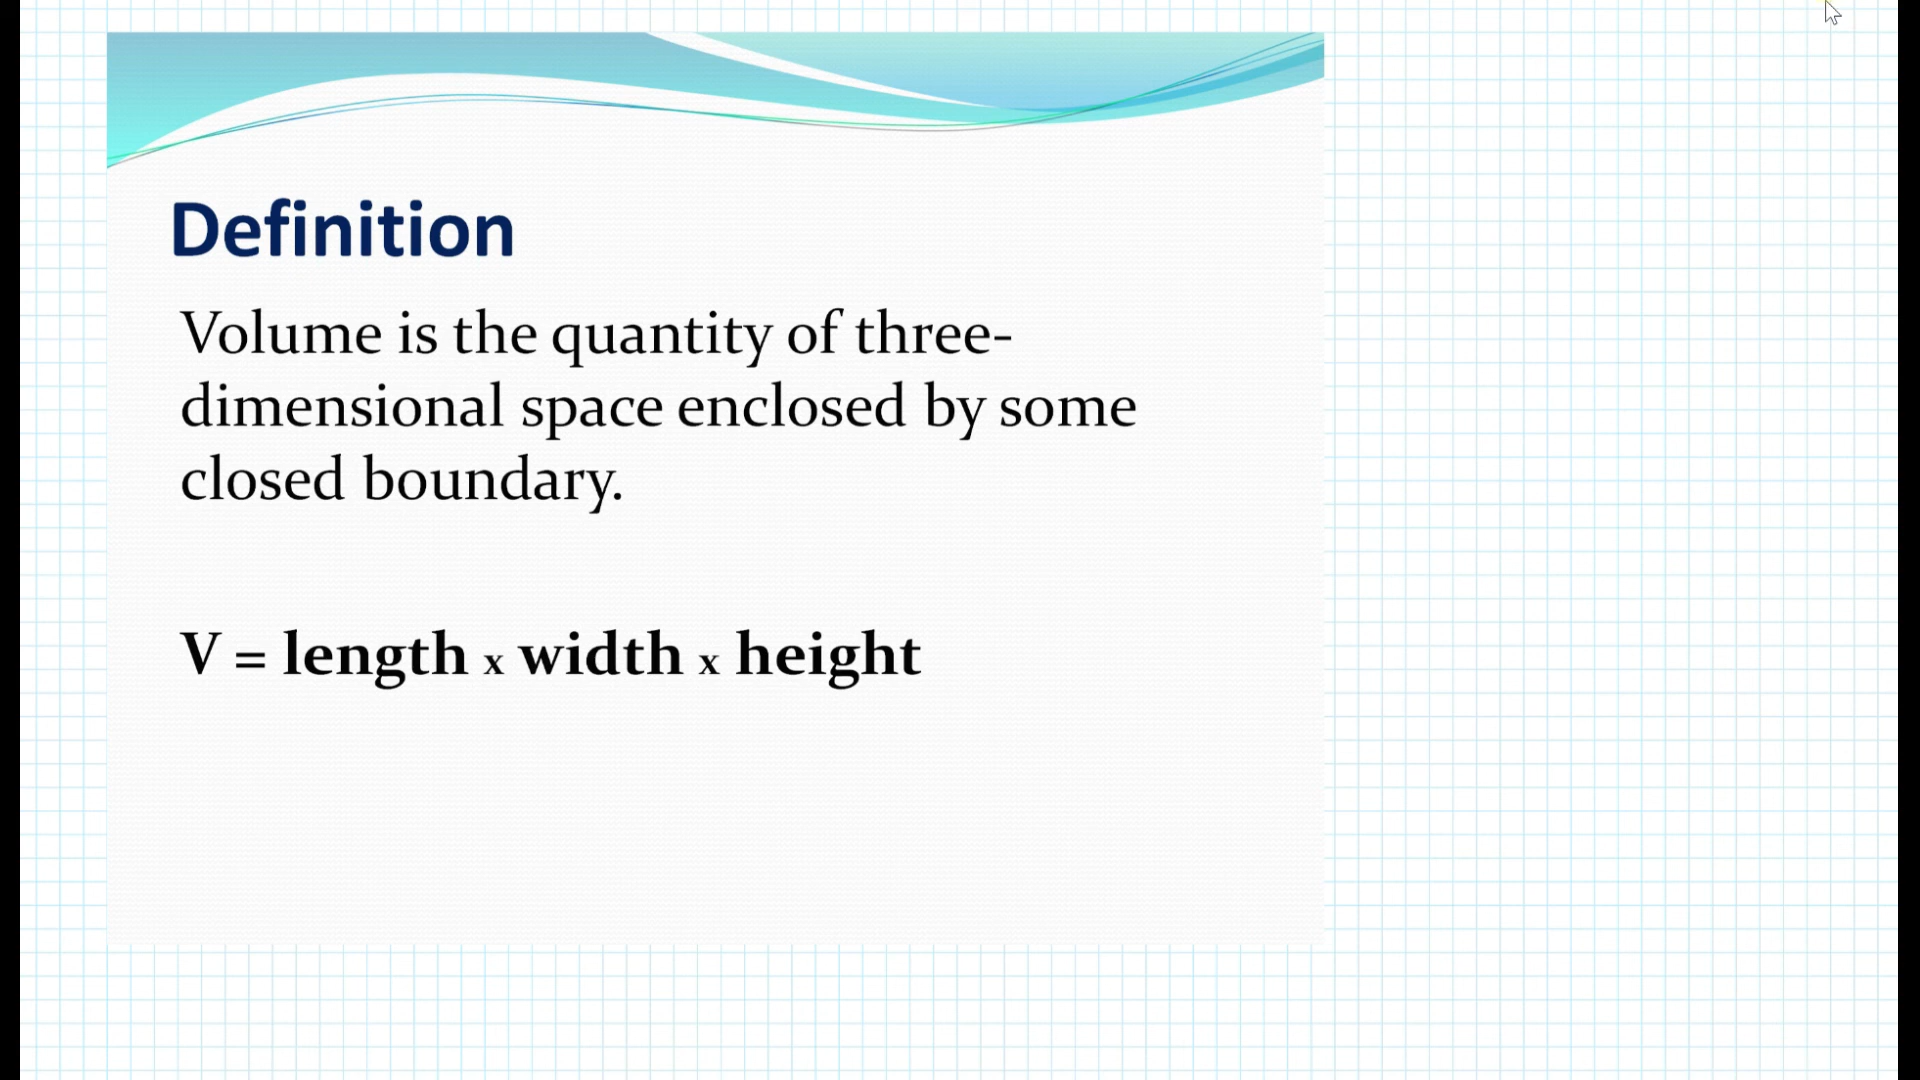 Definition
Volume is the quantity of three-
dimensional space enclosed by some
closed boundary.
V = length x width x height